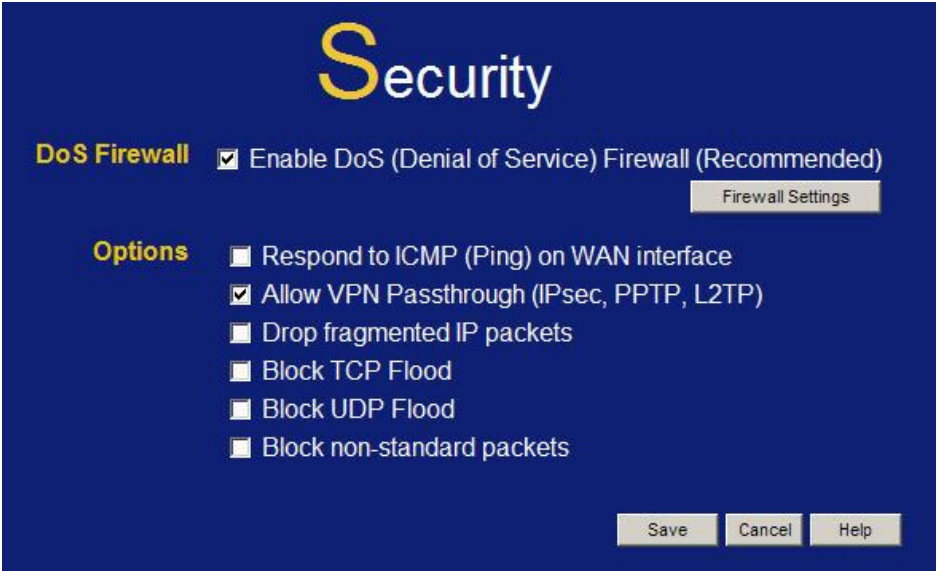 Security
DoS Firewall Enable DoS (Denial of Service) Firewall (Recommended)
Firewall Settings
Options Respond to ICMP (Ping) on WAN interface
Allow VPN Passthrough (IPsec, PPTP, L2TP)
Drop fragmented IP packets
Block TCP Flood
Block UDP Flood
Block non-standard packets
Save Cancel Help